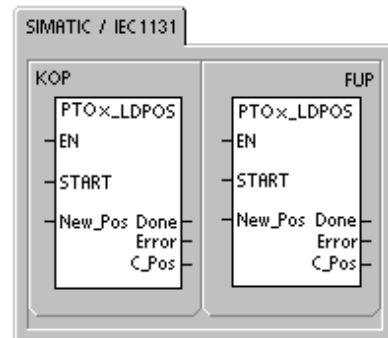 SIMATIC / IEC1131
KOP
PTOx_LDPOS
EN
START
New_Pos Done
Error
C_Pos
FUP
PTOx_LDPOS
EN
START
New_Pos Done
Error
C_Pos